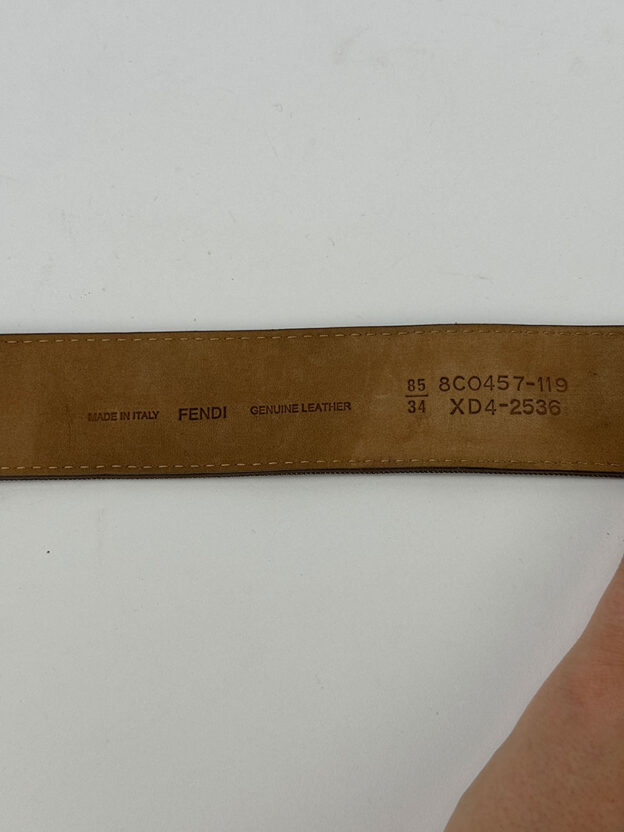 MADE IN ITALY FENDI GENUINE LEATHER
85 8C0457-119
34 XD4-2536